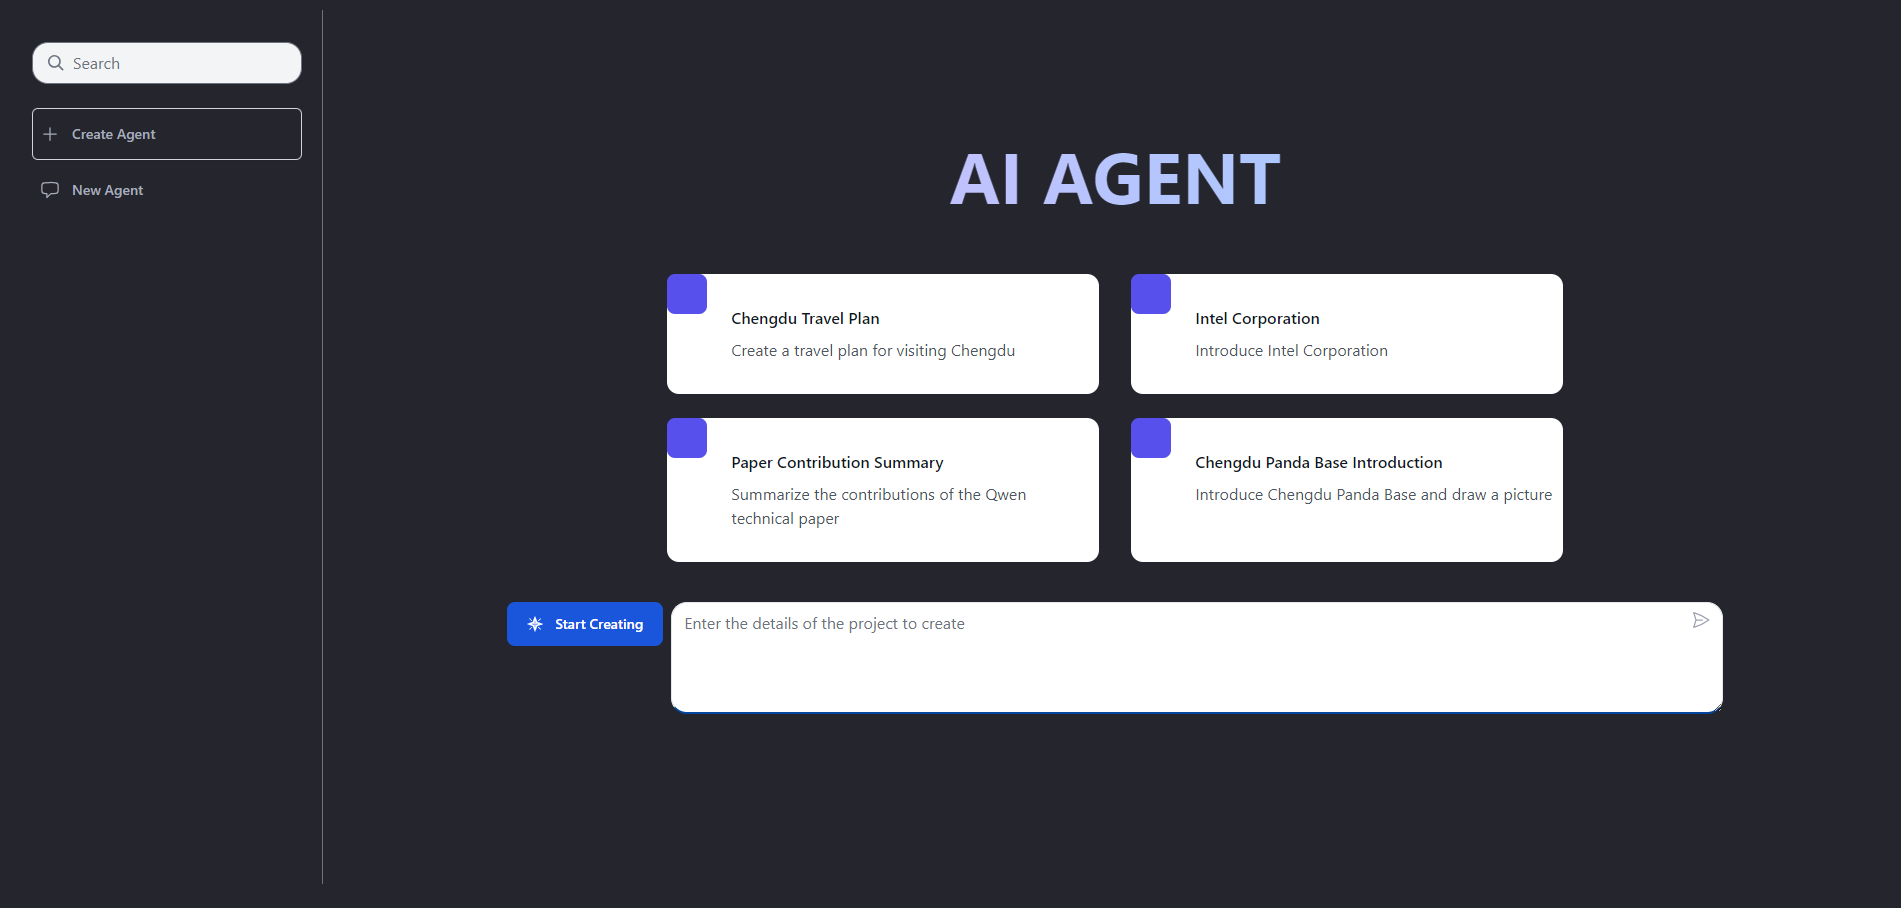 Search
Create Agent
New Agent
AI AGENT
Chengdu Travel Plan
Create a travel plan for visiting Chengdu
Intel Corporation
Introduce Intel Corporation
Paper Contribution Summary
Summarize the contributions of the Qwen
technical paper
Chengdu Panda Base Introduction
Introduce Chengdu Panda Base and draw a picture
Start Creating
Enter the details of the project to create